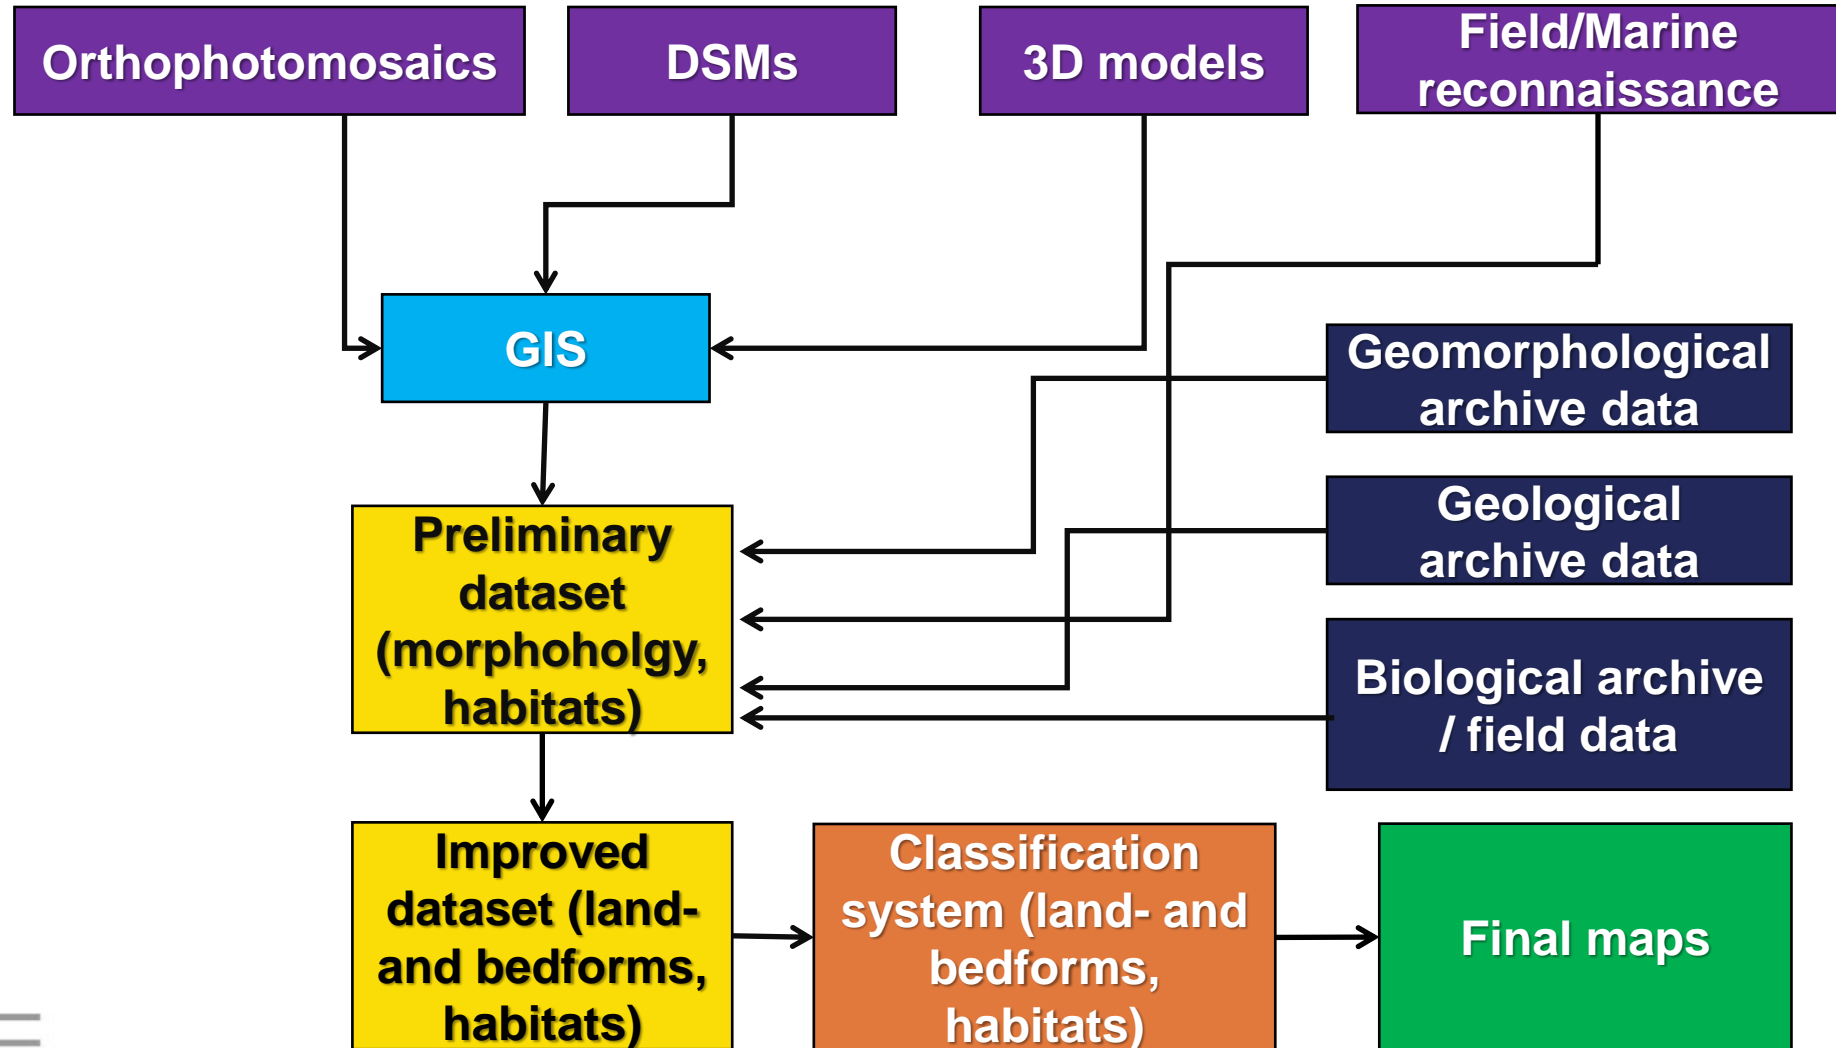 Orthophotomosaics
DSMs
3D models
Field/Marine
reconnaissance
GIS
Geomorphological
archive data
Geological
archive data
Preliminary
dataset
(morphoholgy,
habitats)
Biological archive
/ field data
Improved
dataset (land-
and bedforms,
habitats)
Classification
system (land- and
bedforms,
habitats)
Final maps